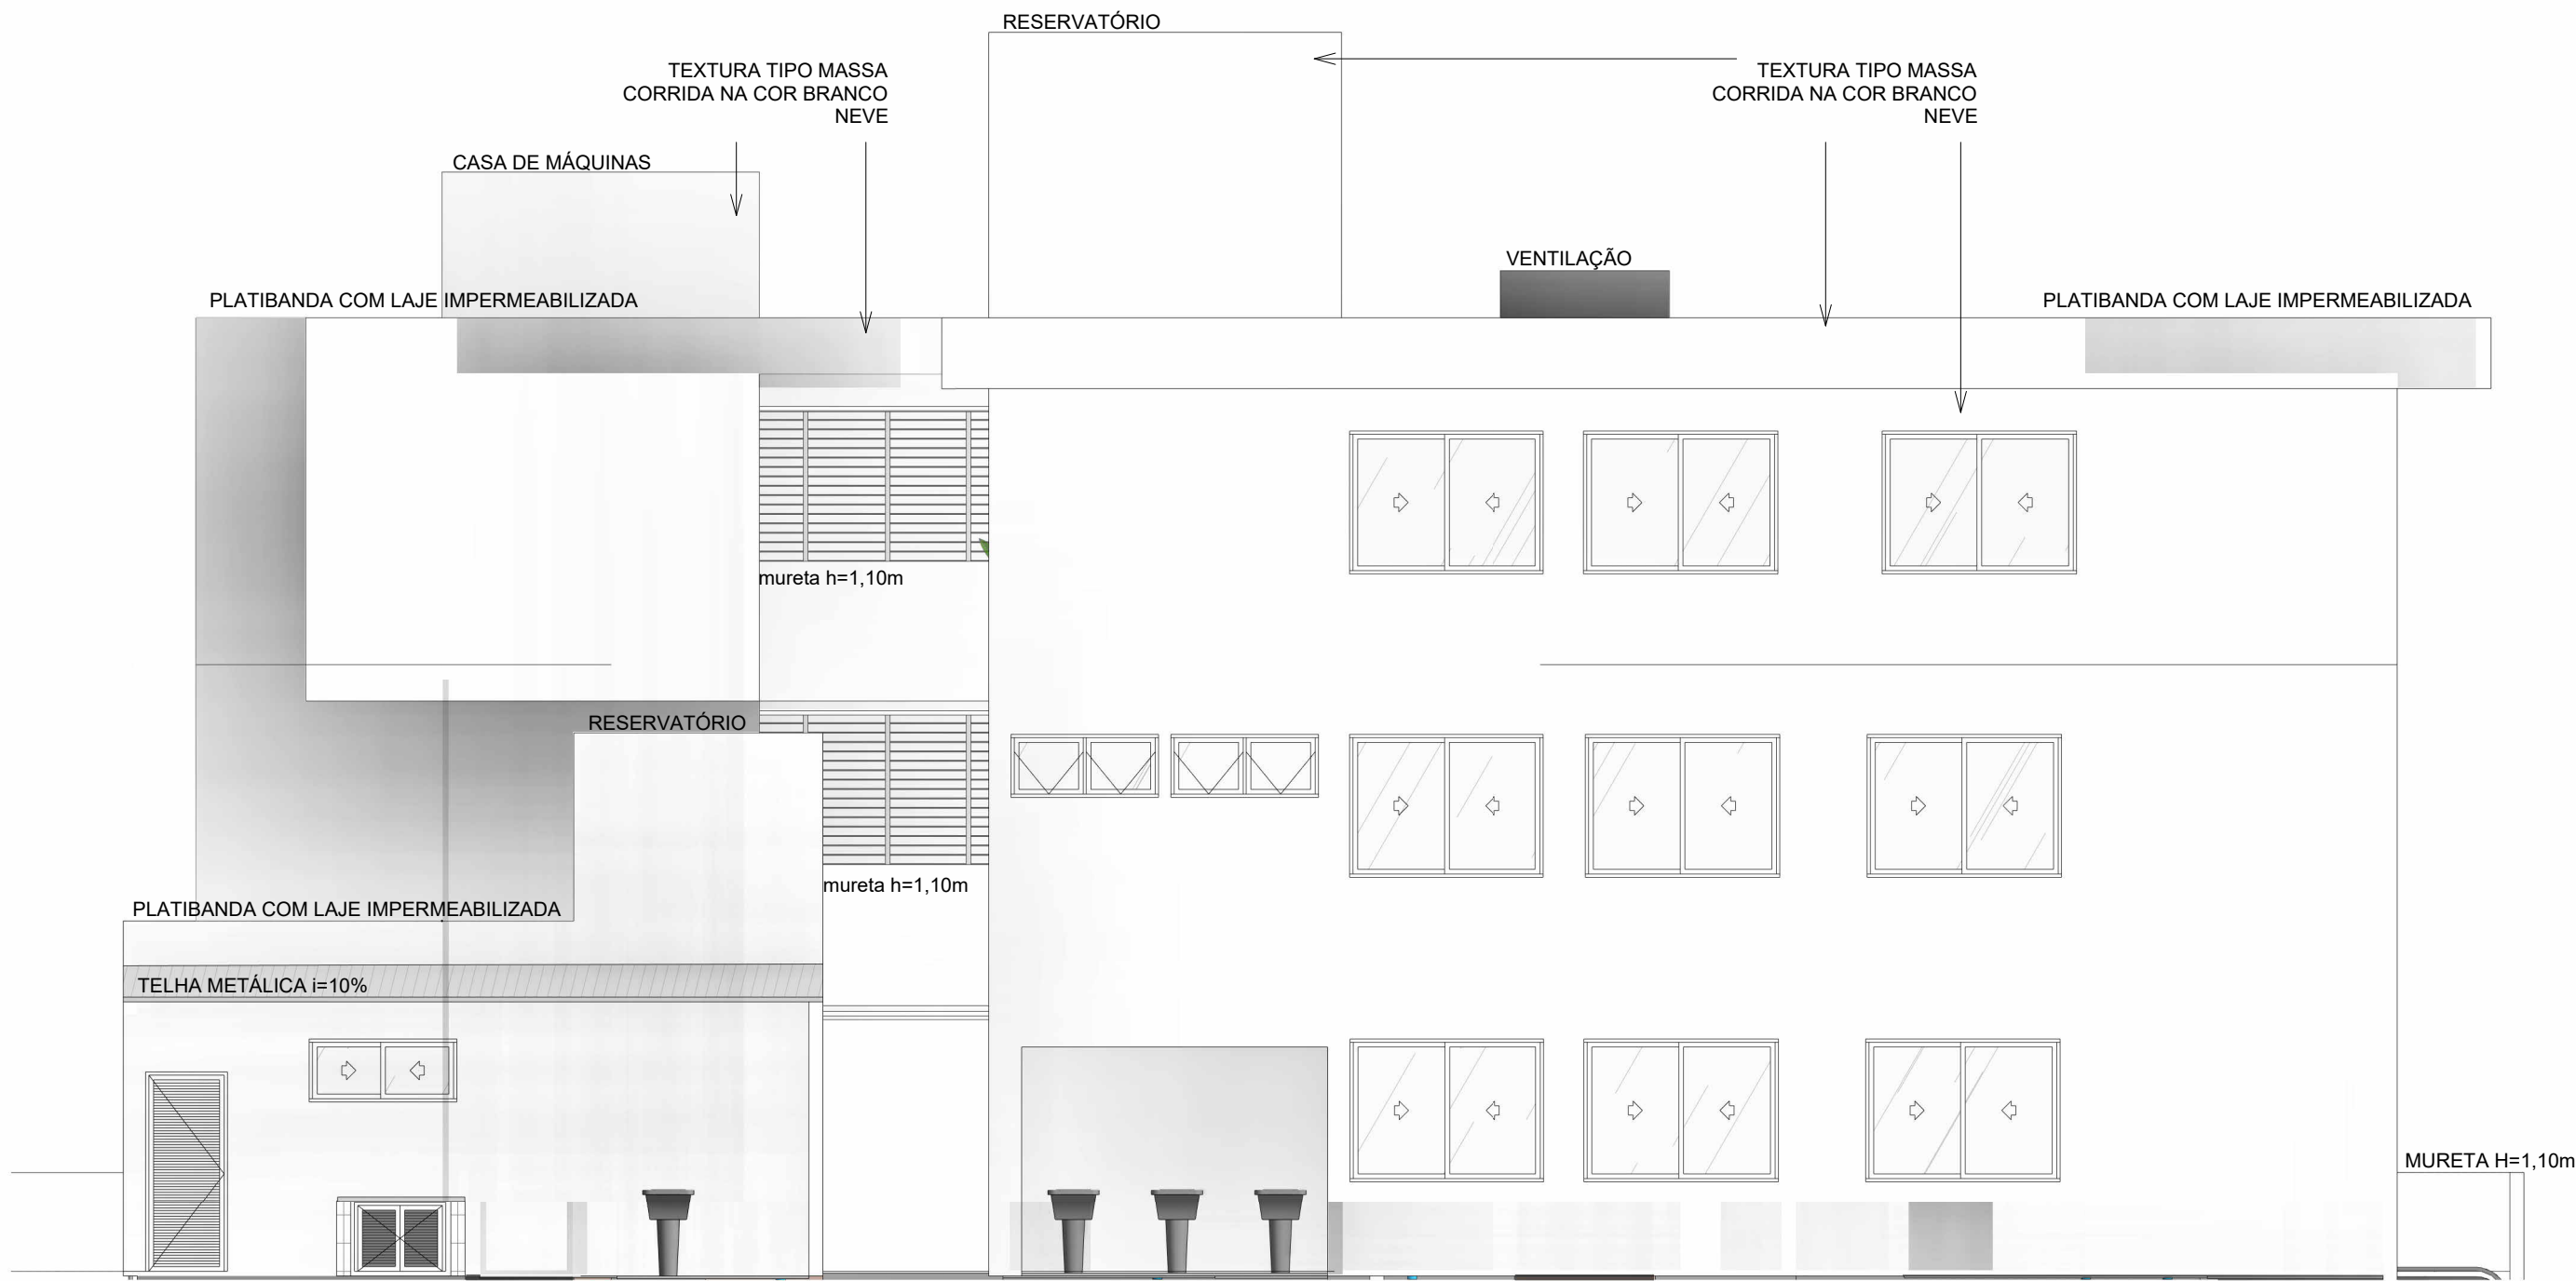 RESERVATÓRIO
TEXTURA TIPO MASSA
CORRIDA NA COR BRANCO
NEVE
TEXTURA TIPO MASSA
CORRIDA NA COR BRANCO
NEVE
CASA DE MÁQUINAS
VENTILAÇÃO
PLATIBANDA COM LAJE IMPERMEABILIZADA
PLATIBANDA COM LAJE IMPERMEABILIZADA
mureta h=1,10m
RESERVATÓRIO
mureta h=1,10m
PLATIBANDA COM LAJE IMPERMEABILIZADA
TELHA METÁLICA i=10%
MURETA H=1,10m